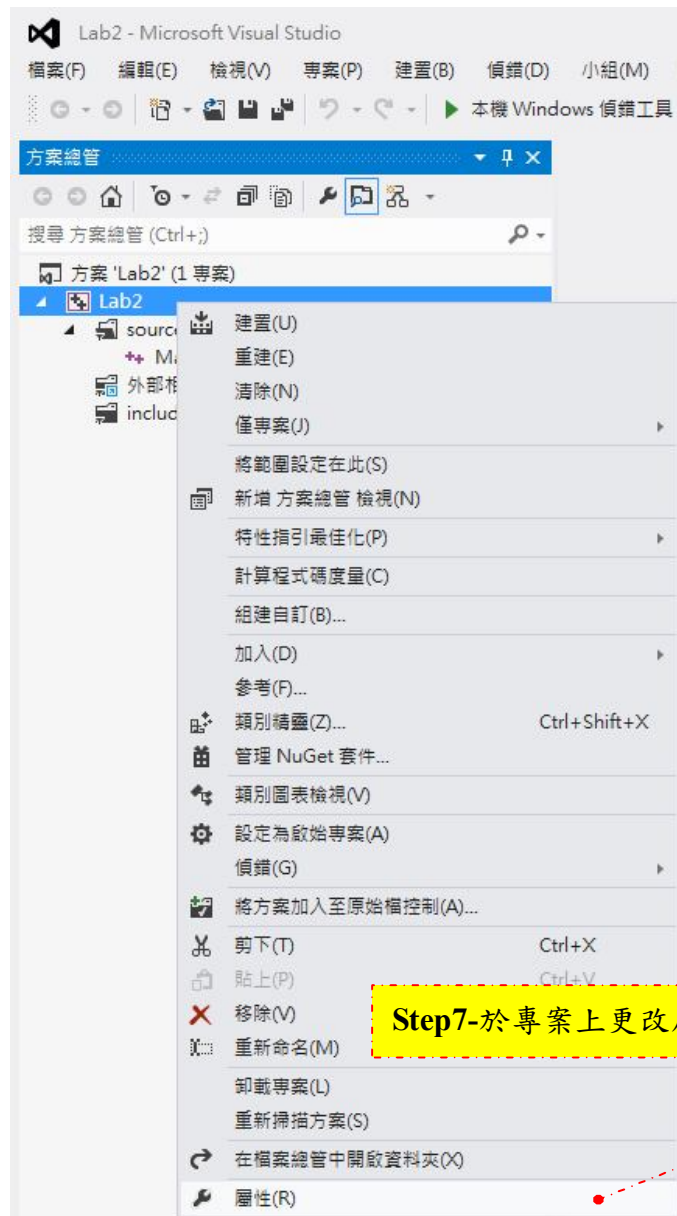 Lab2 - Microsoft Visual Studio
檔案(F) 編輯(E) 檢視(V) 專案(P) 建置(B) 偵錯(D) 小組(M)
本機 Windows 偵錯工具
方案總管
搜尋 方案總管 (Ctrl+;)
方案 'Lab2' (1 專案)
Lab2
建置(U)
重建(E)
清除(N)
外部相
僅專案(J)
將範圍設定在此(S)
新增 方案總管 檢視(N)
特性指引最佳化(P)
計算程式碼度量(C)
組建自訂(B)...
加入(D)
參考(F)...
類別精靈(Z)... Ctrl+Shift+X
管理 NuGet 套件...
類別圖表檢視(V)
設定為啟始專案(A)
偵錯(G)
將方案加入至原始檔控制(A)...
剪下(T) Ctrl+X
貼上(P) Ctrl+V
移除(V)
Step7-於專案上更改
重新命名(M)
卸載專案(L)
重新掃描方案(S)
在檔案總管中開啟資料夾(X)
屬性(R)